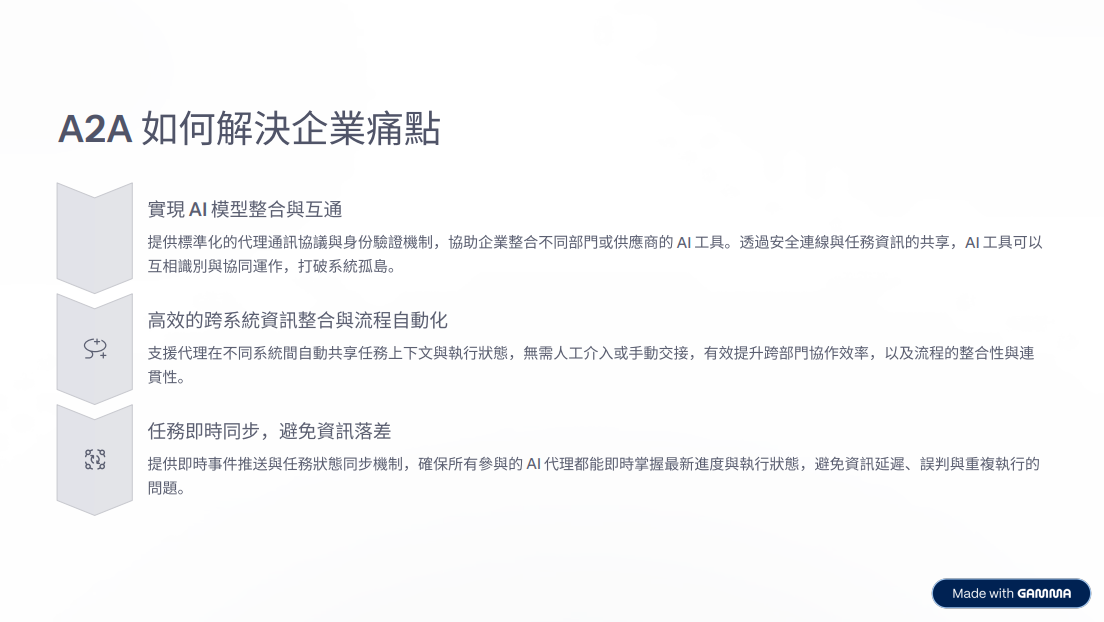 A2A 如何解決企業痛點
實現 AI 模型整合與互通
提供標準化的代理通訊協議與身份驗證機制，協助企業整合不同部門或供應商的 AI 工具。透過安全連線與任務資訊的共享，AI 工具可以
互相識別與協同運作，打破系統孤島。
高效的跨系統資訊整合與流程自動化
支援代理在不同系統間自動共享任務上下文與執行狀態，無需人工介入或手動交接，有效提升跨部門協作效率，以及流程的整合性與連
貫性。
任務即時同步，避免資訊落差
提供即時事件推送與任務狀態同步機制，確保所有參與的 AI 代理都能即時掌握最新進度與執行狀態，避免資訊延遲、誤判與重複執行的
問題。
Made with GAMMA